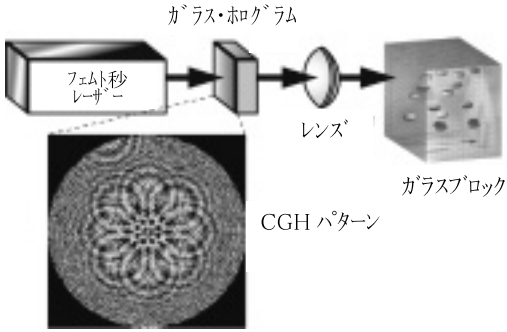 ガラス・ホログラム
フェムト秒
レーザー
レンズ
ガラスブロック
CGH パターン